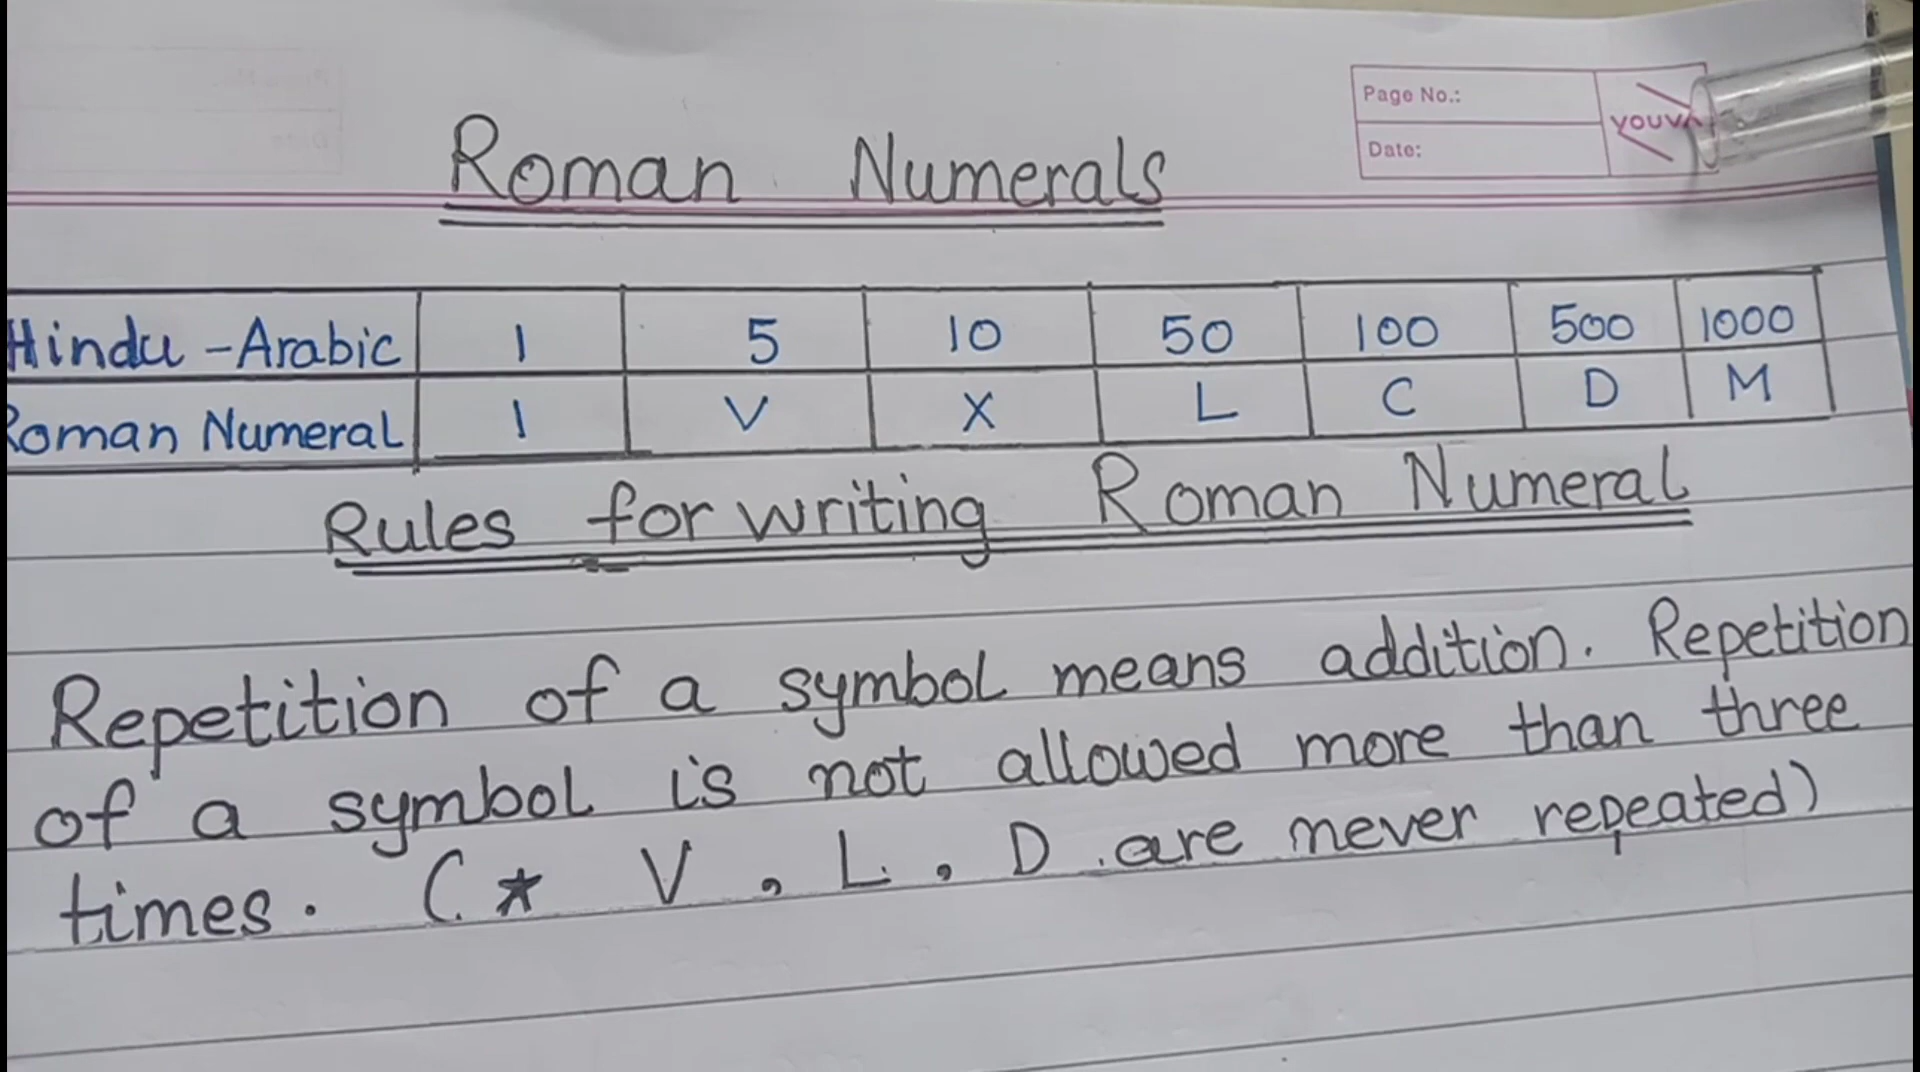 Page No.:
Date:
YOUVA
Roman Numerals
Hindu-Arabic 1 5 10 50 100 500 1000
Roman Numeral I V X L C D M
Rules for writing Roman Numeral
Repetition of a symbol means addition. Repetition
of a symbol is not allowed more than three
times. (* V, L, D are never repeated)